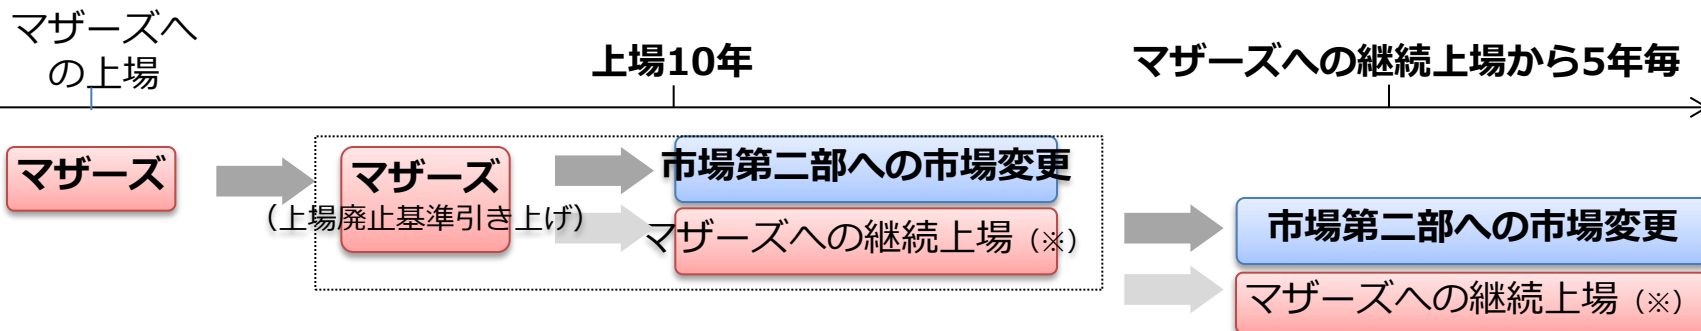 マザーズへ
の上場
上場10年
マザーズへの継続上場から5年毎
マザーズ
マザーズ
（上場廃止基準引き上げ）
市場第二部への市場変更
マザーズへの継続上場（※）
市場第二部への市場変更
マザーズへの継続上場（※）